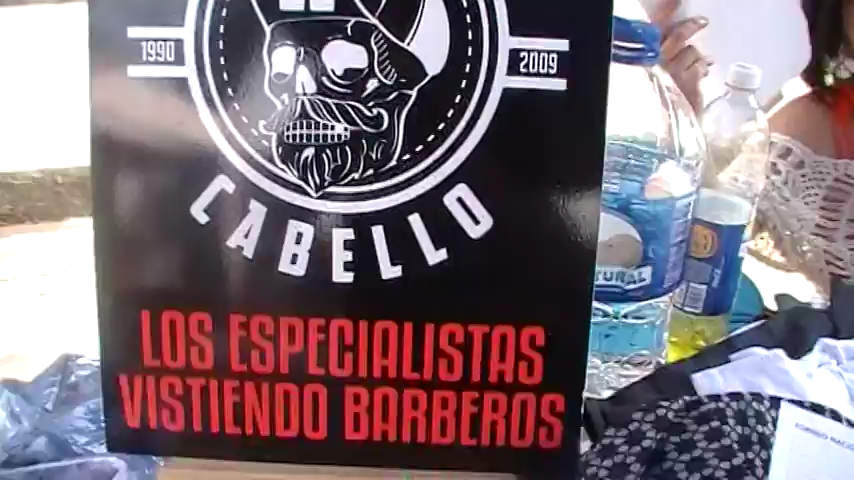 1990
2009
CABELLO
LOS ESPECIALISTAS
VISTIENDO BARBEROS